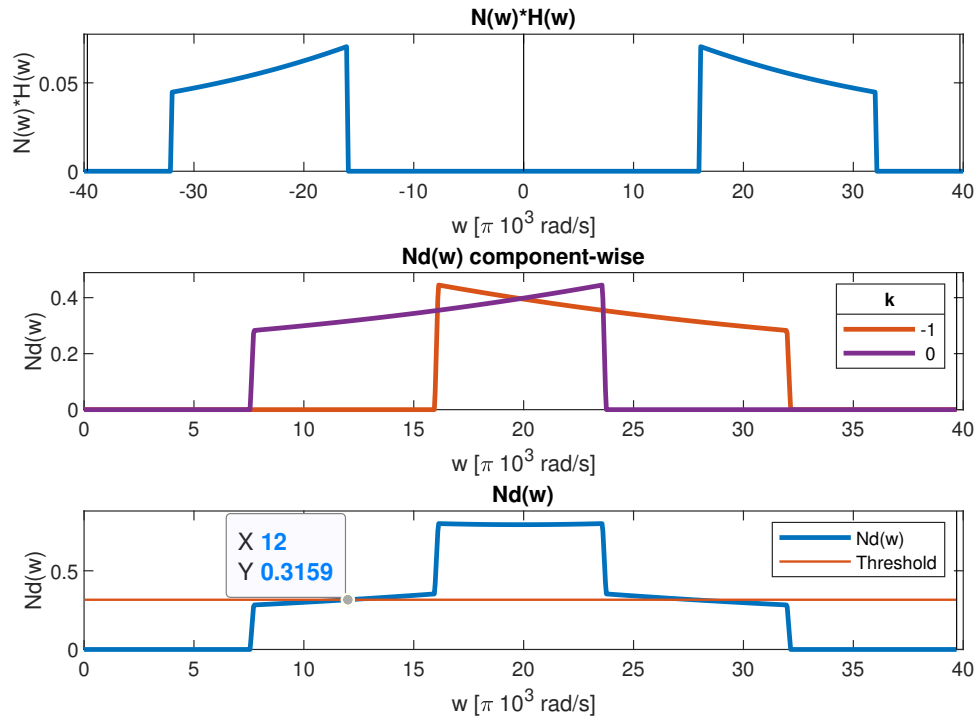 N(w)*H(w)
N(w)*H(w)
0.05
0
-40 -30 -20 -10 0 10 20 30 40
w [π 10³ rad/s]
Nd(w) component-wise
Nd(w)
0.4
0.2
0
k
-1
0
0 5 10 15 20 25 30 35 40
w [π 10³ rad/s]
Nd(w)
Nd(w)
0.5
0
X 12
Y 0.3159
Nd(w)
Threshold
0 5 10 15 20 25 30 35 40
w [π 10³ rad/s]